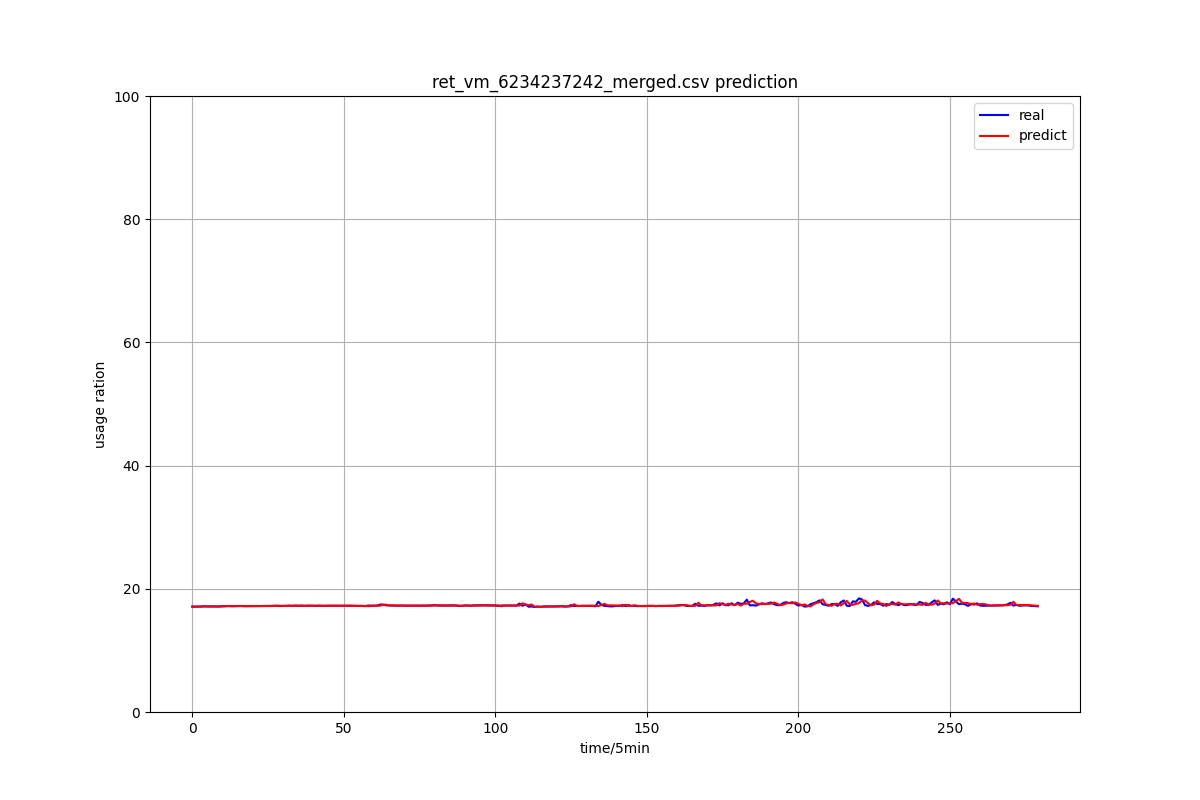 ret_vm_6234237242_merged.csv prediction
100
80
60
40
20
0
usage ration
real
predict
0 50 100 150 200 250
time/5min